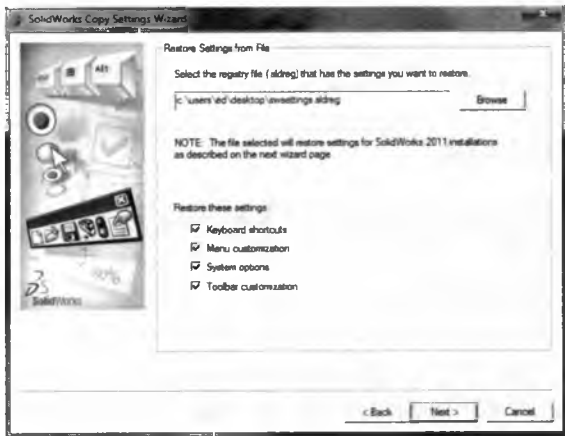 SolidWorks Copy Settings Wizard
Restore Settings from File
Select the registry file (.sldreg) that has the settings you want to restore.
c:\users\ed\desktop\swsettings.sldreg
Browse
NOTE: The file selected will restore settings for SolidWorks 2011 installations
as described on the next wizard page
Restore these settings
Keyboard shortcuts
Menu customization
System options
Toolbar customization
Alt
SolidWorks
< Back
Next >
Cancel